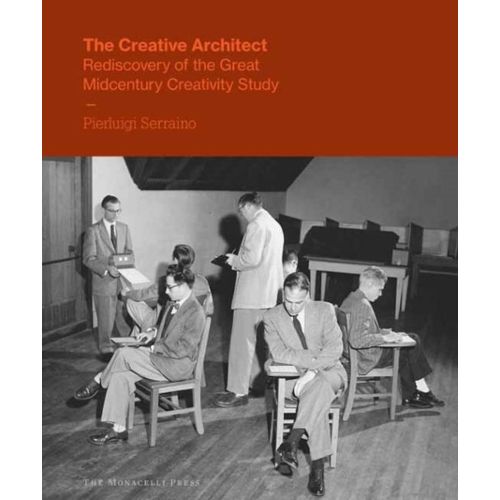 The Creative Architect
Rediscovery of the Great
Midcentury Creativity Study
–
Pierluigi Serraino
The Monacelli Press